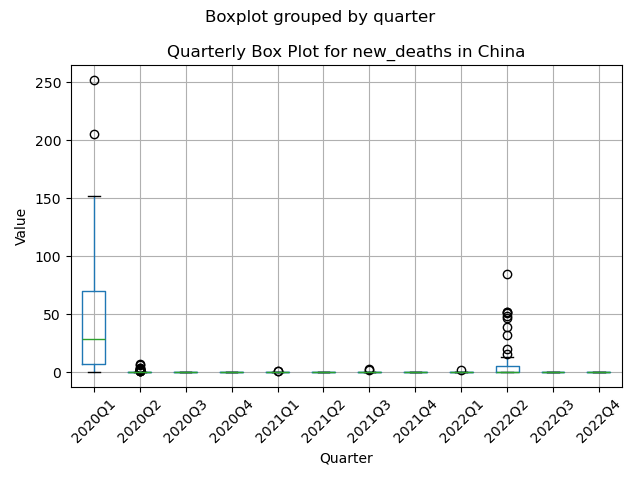 Boxplot grouped by quarter
Quarterly Box Plot for new_deaths in China
250
200
150
100
50
0
Value
2020Q1
2020Q2
2020Q3
2020Q4
2021Q1
2021Q2
2021Q3
2021Q4
2022Q1
2022Q2
2022Q3
2022Q4
Quarter